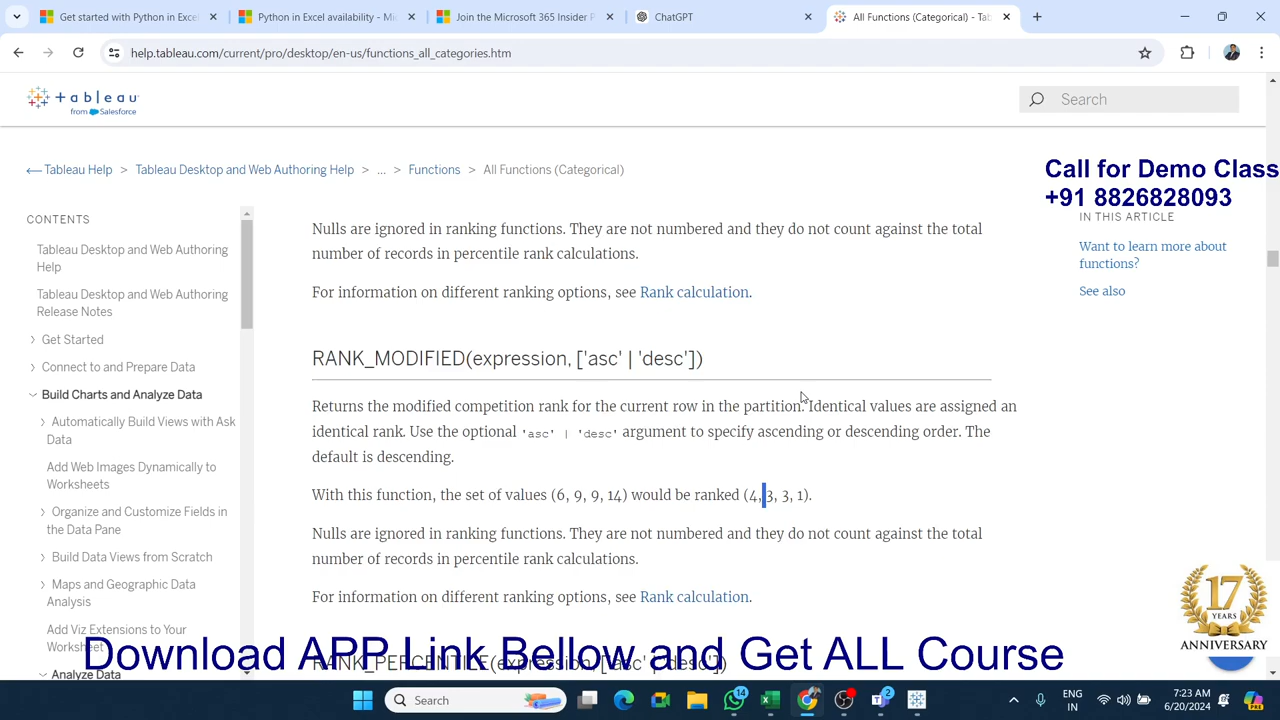 Get started with Python in Excel
Python in Excel availability - Mi
Join the Microsoft 365 Insider P
ChatGPT
All Functions (Categorical) - Tab
help.tableau.com/current/pro/desktop/en-us/functions_all_categories.htm
tableau
from Salesforce
Search
Tableau Help > Tableau Desktop and Web Authoring Help > ... > Functions > All Functions (Categorical)
Call for Demo Class
+91 8826828093
IN THIS ARTICLE
Want to learn more about
functions?
See also
CONTENTS
Tableau Desktop and Web Authoring
Help
Tableau Desktop and Web Authoring
Release Notes
Get Started
Connect to and Prepare Data
Build Charts and Analyze Data
Automatically Build Views with Ask
Data
Add Web Images Dynamically to
Worksheets
Organize and Customize Fields in
the Data Pane
Build Data Views from Scratch
Maps and Geographic Data
Analysis
Add Viz Extensions to Your
Worksheet
Analyze Data
Nulls are ignored in ranking functions. They are not numbered and they do not count against the total
number of records in percentile rank calculations.
For information on different ranking options, see Rank calculation.
RANK_MODIFIED(expression, ['asc' | 'desc'])
Returns the modified competition rank for the current row in the partition. Identical values are assigned an
identical rank. Use the optional 'asc' | 'desc' argument to specify ascending or descending order. The
default is descending.
With this function, the set of values (6, 9, 9, 14) would be ranked (4, 3, 3, 1).
Nulls are ignored in ranking functions. They are not numbered and they do not count against the total
number of records in percentile rank calculations.
For information on different ranking options, see Rank calculation.
RANK_PERCENTILE(expression, ['asc' | 'desc'])
17
YEARS
ANNIVERSARY
Download APP Link Bellow and Get ALL Course
Search
14
2
ENG
IN
7:23 AM
6/20/2024
PRE